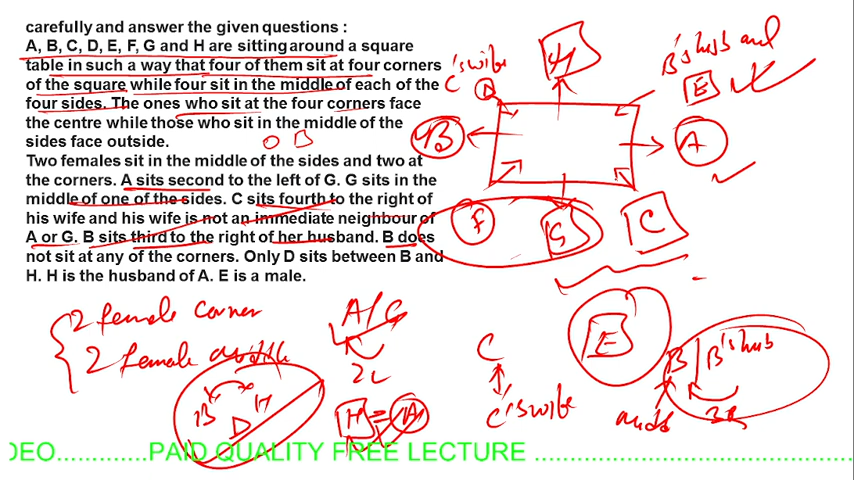 carefully and answer the given questions :
A, B, C, D, E, F, G and H are sitting around a square
table in such a way that four of them sit at four corners
of the square while four sit in the middle of each of the
four sides. The ones who sit at the four corners face
the centre while those who sit in the middle of the
sides face outside.
Two females sit in the middle of the sides and two at
the corners. A sits second to the left of G. G sits in the
middle of one of the sides. C sits fourth to the right of
his wife and his wife is not an immediate neighbour of
A or G. B sits third to the right of her husband. B does
not sit at any of the corners. Only D sits between B and
H. H is the husband of A. E is a male.
C'swife
D
H
B'shub and
E
B
A
F
G
C
2 female corner
2 female middle
A/G
2L
B
D
H
H = A
C
C'swife
E
B | B'shub
3R
DEO.............PAID QUALITY FREE LECTURE